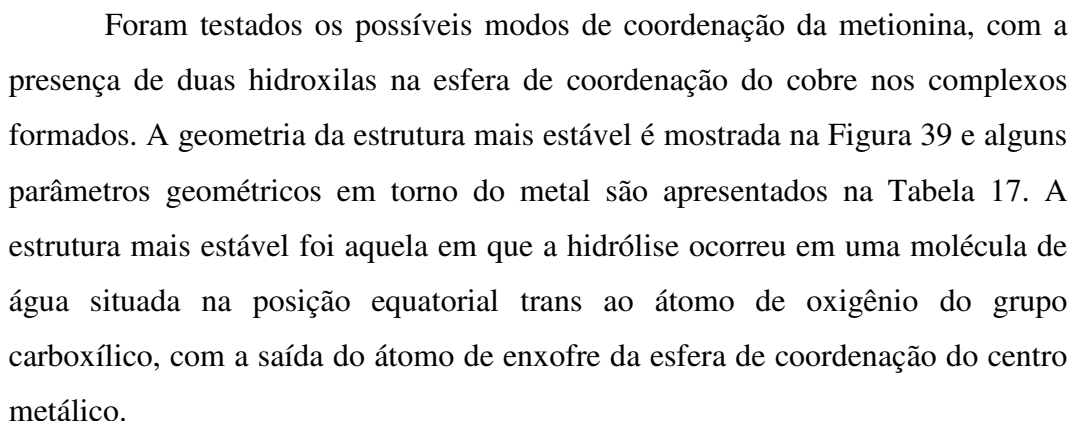 Foram testados os possíveis modos de coordenação da metionina, com a
presença de duas hidroxilas na esfera de coordenação do cobre nos complexos
formados. A geometria da estrutura mais estável é mostrada na Figura 39 e alguns
parâmetros geométricos em torno do metal são apresentados na Tabela 17. A
estrutura mais estável foi aquela em que a hidrólise ocorreu em uma molécula de
água situada na posição equatorial trans ao átomo de oxigênio do grupo
carboxílico, com a saída do átomo de enxofre da esfera de coordenação do centro
metálico.